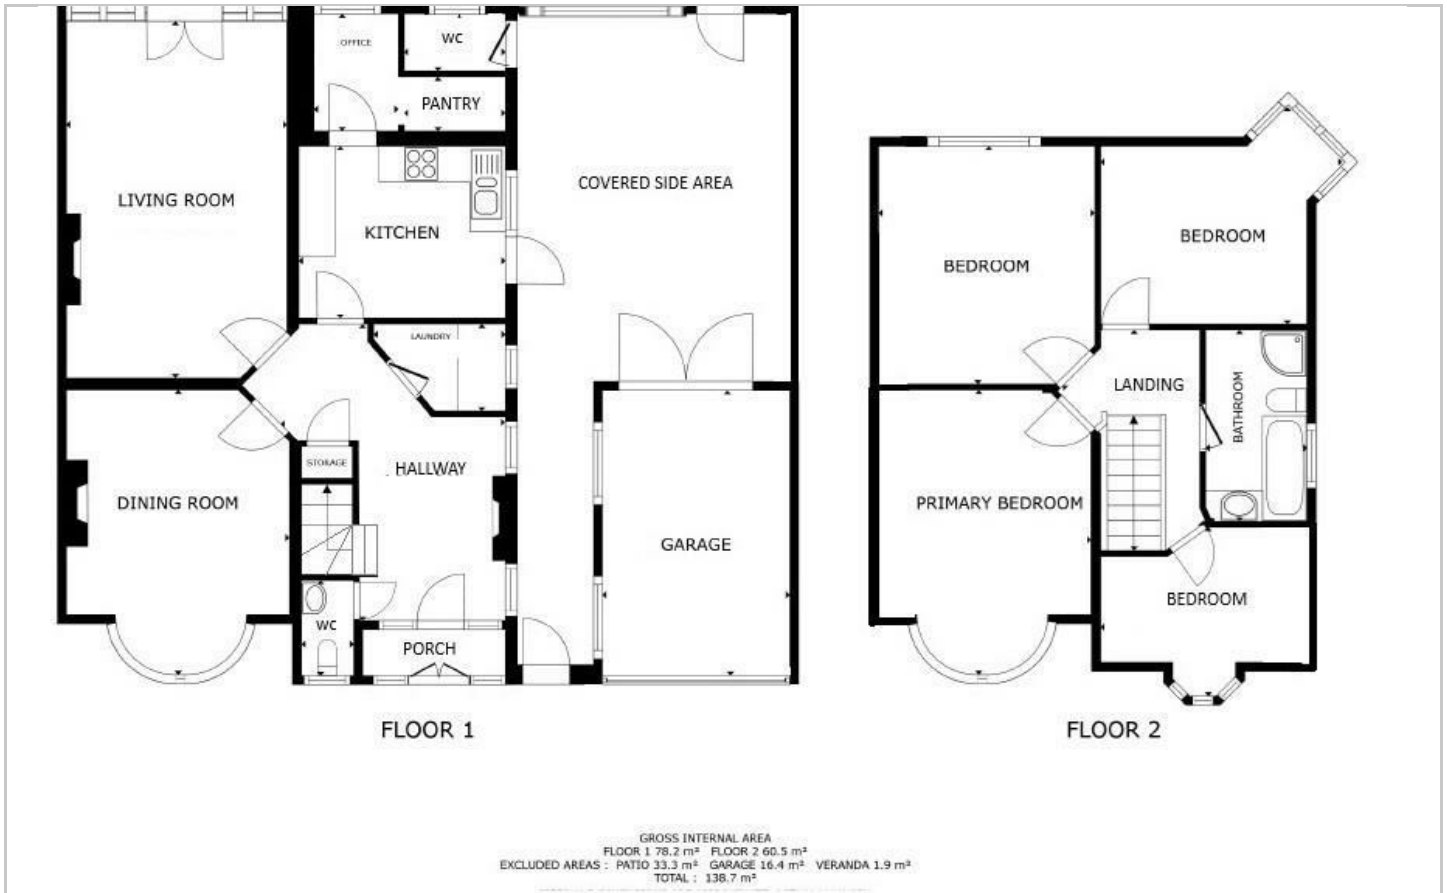 OFFICE
WC
PANTRY
LIVING ROOM
COVERED SIDE AREA
KITCHEN
LAUNDRY
STORAGE
HALLWAY
DINING ROOM
GARAGE
WC
PORCH
FLOOR 1
BEDROOM
BEDROOM
LANDING
BATHROOM
PRIMARY BEDROOM
BEDROOM
FLOOR 2
GROSS INTERNAL AREA
FLOOR 1 78.2 m² FLOOR 2 60.5 m²
EXCLUDED AREAS : PATIO 33.3 m² GARAGE 16.4 m² VERANDA 1.9 m²
TOTAL : 138.7 m²